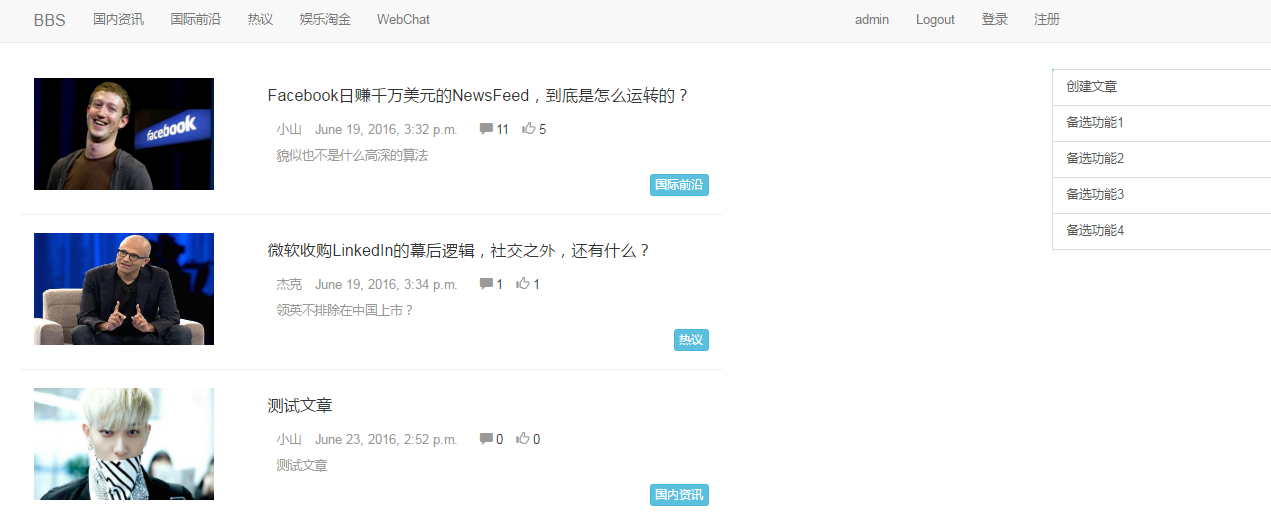 BBS 国内资讯 国际前沿 热议 娱乐淘金 WebChat admin Logout 登录 注册
facebook
Facebook日赚千万美元的NewsFeed，到底是怎么运转的？
小山 June 19, 2016, 3:32 p.m. 11 5
貌似也不是什么高深的算法
国际前沿
微软收购LinkedIn的幕后逻辑，社交之外，还有什么？
杰克 June 19, 2016, 3:34 p.m. 1 1
领英不排除在中国上市？
热议
测试文章
小山 June 23, 2016, 2:52 p.m. 0 0
测试文章
国内资讯
创建文章
备选功能1
备选功能2
备选功能3
备选功能4